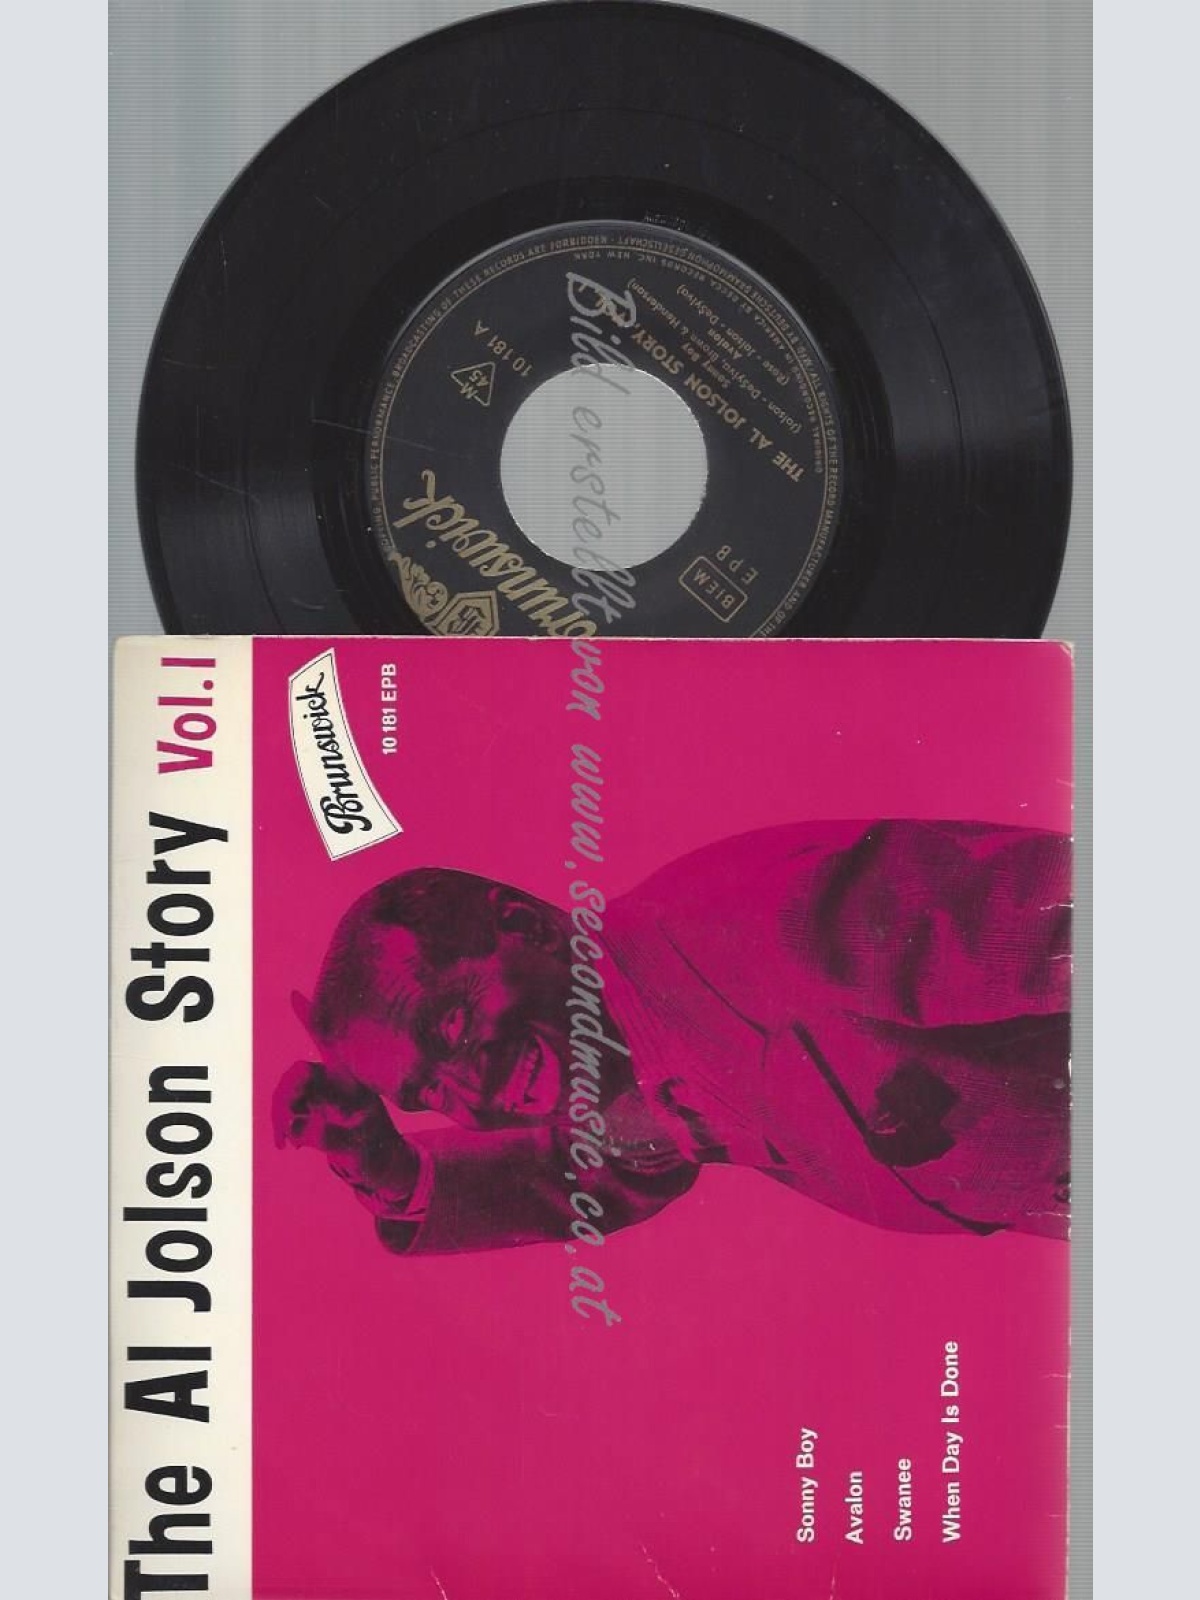 The Al Jolson Story Vol. I
Brunswick
10 181 EPB
Sonny Boy
Avalon
Swanee
When Day Is Done
Brunswick
BIEM
EPB
M 45
10 181 A
THE AL JOLSON STORY,
Sonny Boy
(Jolson - DeSylva, Brown & Henderson)
Avalon
(Rose - Jolson - DeSylva)
Bild erstellt von www.secondmusic.co.at